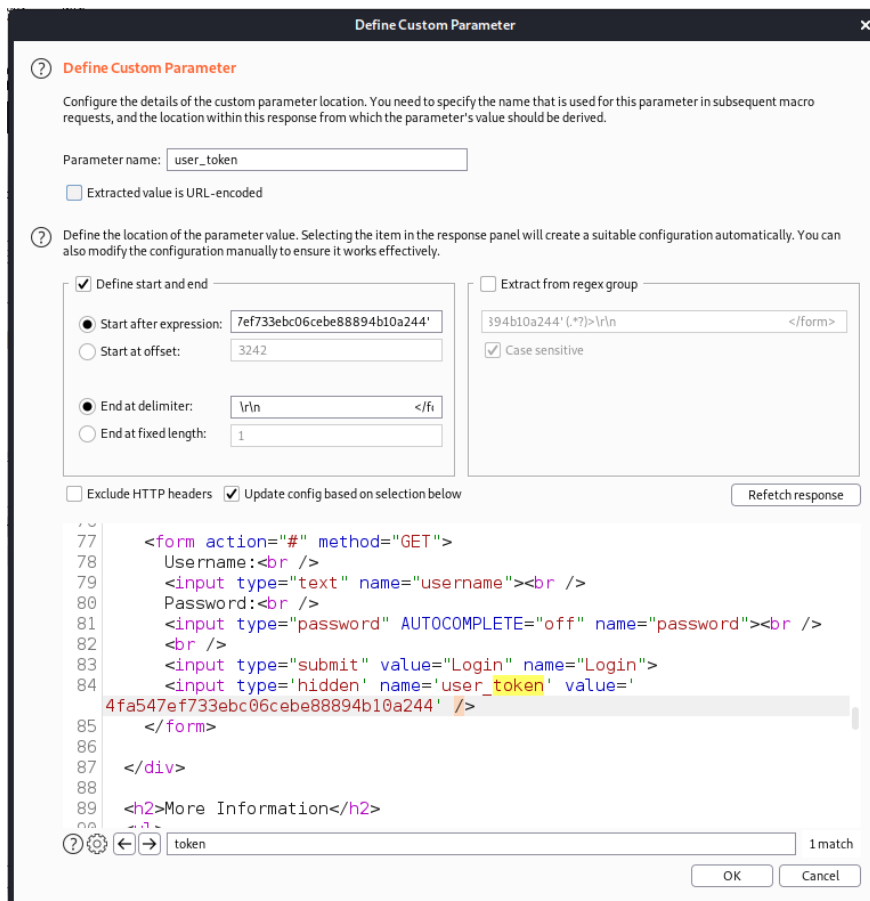 Define Custom Parameter
Define Custom Parameter
Configure the details of the custom parameter location. You need to specify the name that is used for this parameter in subsequent macro
requests, and the location within this response from which the parameter's value should be derived.
Parameter name: user_token
Extracted value is URL-encoded
Define the location of the parameter value. Selecting the item in the response panel will create a suitable configuration automatically. You can
also modify the configuration manually to ensure it works effectively.
Define start and end
Start after expression: 7ef733ebc06cebe88894b10a244'
Start at offset: 3242
End at delimiter: \r\n </f
End at fixed length: 1
Extract from regex group
394b10a244' (.*?)>\r\n </form>
Case sensitive
Exclude HTTP headers Update config based on selection below Refetch response
77 <form action="#" method="GET">
78 Username:<br />
79 <input type="text" name="username"><br />
80 Password:<br />
81 <input type="password" AUTOCOMPLETE="off" name="password"><br />
82 <br />
83 <input type="submit" value="Login" name="Login">
84 <input type='hidden' name='user_token' value='
4fa547ef733ebc06cebe88894b10a244' />
85 </form>
86
87 </div>
88
89 <h2>More Information</h2>
token 1 match
OK Cancel